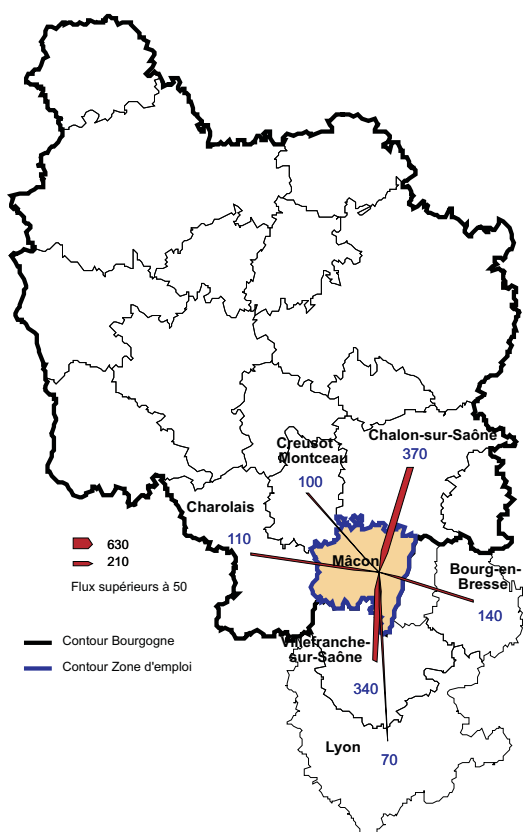 Chalon-sur-Saône
370
Creusot
Montceau
100
Charolais
110
Mâcon
Bourg-en-
Bresse
140
630
210
Flux supérieurs à 50
Contour Bourgogne
Contour Zone d'emploi
Villefranche-
sur-Saône
340
Lyon
70